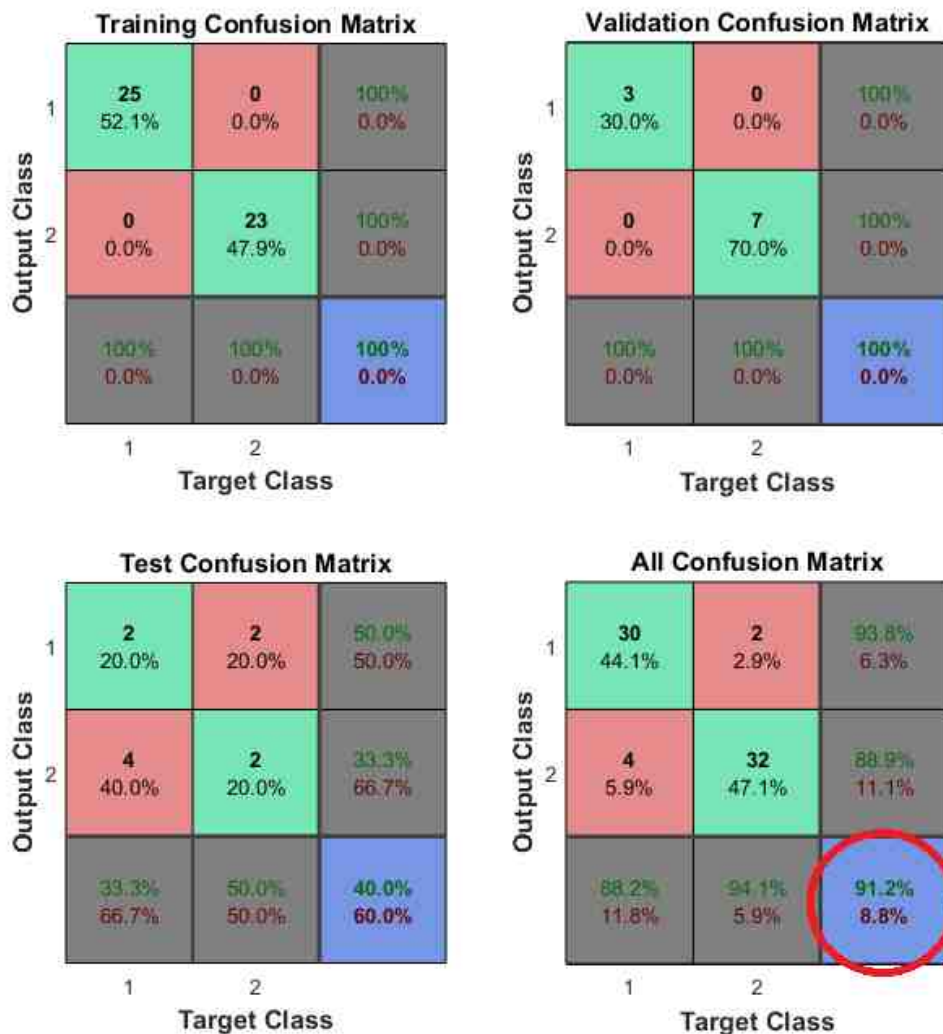 Training Confusion Matrix
Output Class
1
25 0 100%
52.1% 0.0% 0.0%
2
0 23 100%
0.0% 47.9% 0.0%
100% 100% 100%
0.0% 0.0% 0.0%
1 2
Target Class
Validation Confusion Matrix
Output Class
1
3 0 100%
30.0% 0.0% 0.0%
2
0 7 100%
0.0% 70.0% 0.0%
100% 100% 100%
0.0% 0.0% 0.0%
1 2
Target Class
Test Confusion Matrix
Output Class
1
2 2 50.0%
20.0% 20.0% 50.0%
2
4 2 33.3%
40.0% 20.0% 66.7%
33.3% 50.0% 40.0%
66.7% 50.0% 60.0%
1 2
Target Class
All Confusion Matrix
Output Class
1
30 2 93.8%
44.1% 2.9% 6.3%
2
4 32 88.9%
5.9% 47.1% 11.1%
88.2% 94.1% 91.2%
11.8% 5.9% 8.8%
1 2
Target Class